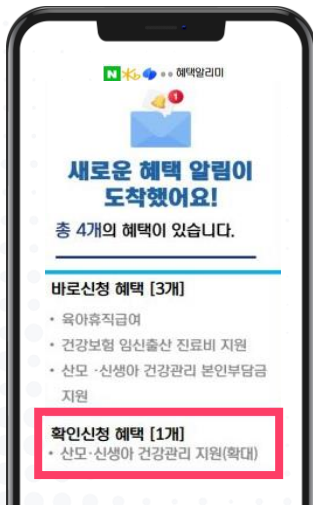 N Kb 혜택알리미
1
새로운 혜택 알림이
도착했어요!
총 4개의 혜택이 있습니다.
바로신청 혜택 [3개]
• 육아휴직급여
• 건강보험 임신출산 진료비 지원
• 산모 ·신생아 건강관리 본인부담금
지원
확인신청 혜택 [1개]
• 산모·신생아 건강관리 지원(확대)